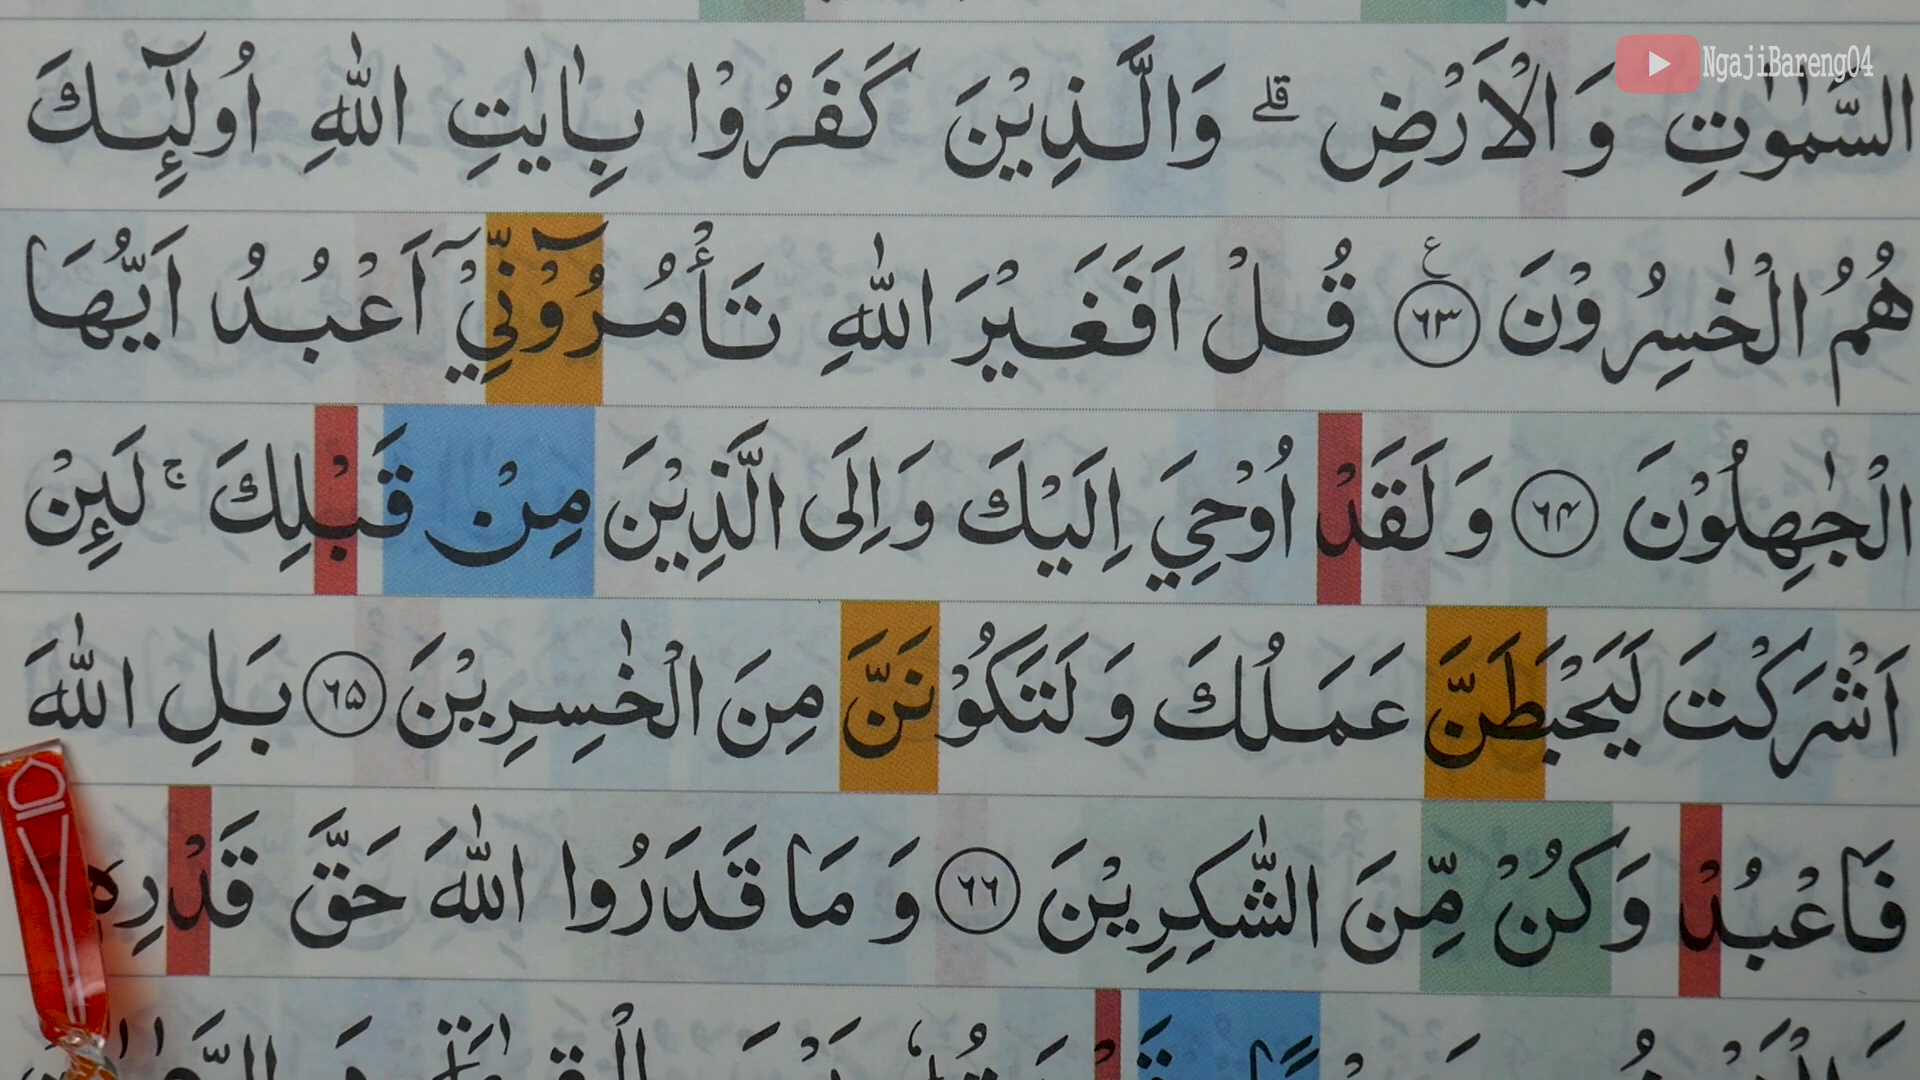 NgajiBareng04
السَّمٰوٰتِ وَالْاَرْضِ ۗ وَالَّذِيْنَ كَفَرُوْا بِاٰيٰتِ اللّٰهِ اُولٰۤىِٕكَ
هُمُ الْخٰسِرُوْنَ ࣖ ٦٣ قُلْ اَفَغَيْرَ اللّٰهِ تَأْمُرُوْۤنِّيْٓ اَعْبُدُ اَيُّهَا
الْجٰهِلُوْنَ ٦٤ وَلَقَدْ اُوْحِيَ اِلَيْكَ وَاِلَى الَّذِيْنَ مِنْ قَبْلِكَ ۚ لَىِٕنْ
اَشْرَكْتَ لَيَحْبَطَنَّ عَمَلُكَ وَلَتَكُوْنَنَّ مِنَ الْخٰسِرِيْنَ ٦٥ بَلِ اللّٰهَ
فَاعْبُدْ وَكُنْ مِّنَ الشّٰكِرِيْنَ ٦٦ وَمَا قَدَرُوا اللّٰهَ حَقَّ قَدْرِهٖ